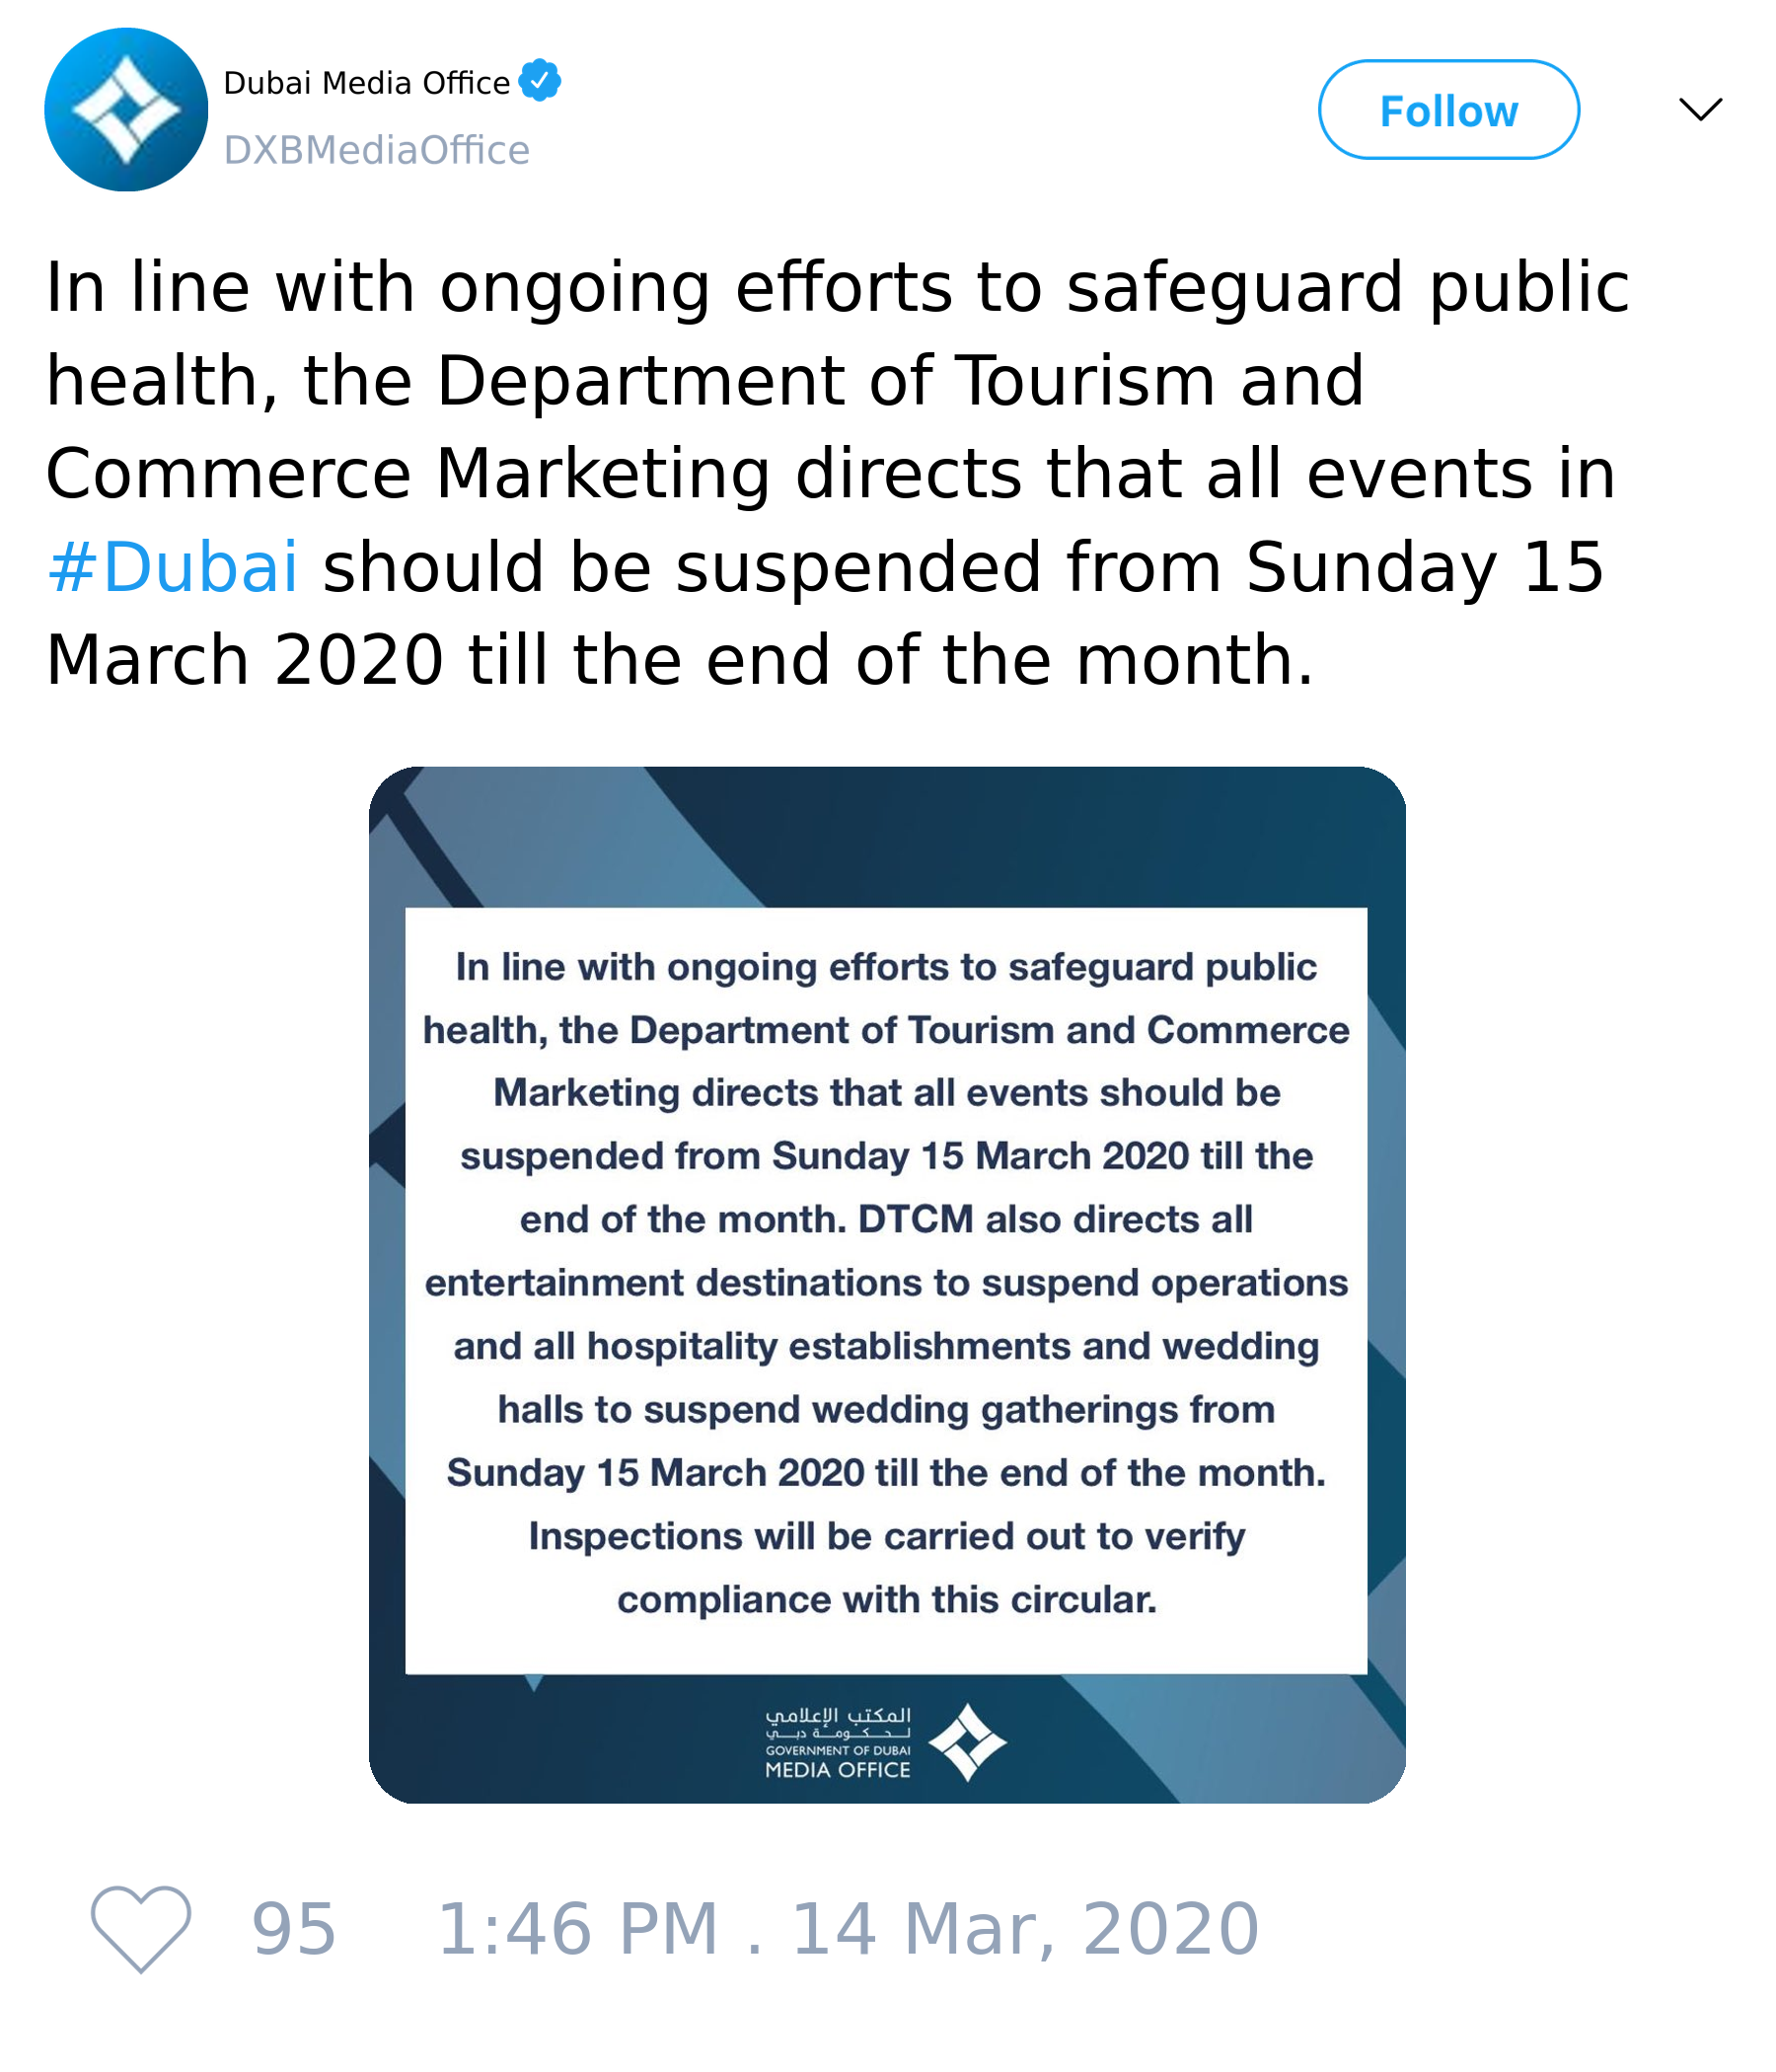 Dubai Media Office
DXBMediaOffice
Follow
In line with ongoing efforts to safeguard public
health, the Department of Tourism and
Commerce Marketing directs that all events in
#Dubai should be suspended from Sunday 15
March 2020 till the end of the month.
In line with ongoing efforts to safeguard public
health, the Department of Tourism and Commerce
Marketing directs that all events should be
suspended from Sunday 15 March 2020 till the
end of the month. DTCM also directs all
entertainment destinations to suspend operations
and all hospitality establishments and wedding
halls to suspend wedding gatherings from
Sunday 15 March 2020 till the end of the month.
Inspections will be carried out to verify
compliance with this circular.
المكتب الإعلامي
لـحـكـومـة دبـي
GOVERNMENT OF DUBAI
MEDIA OFFICE
95 1:46 PM . 14 Mar, 2020